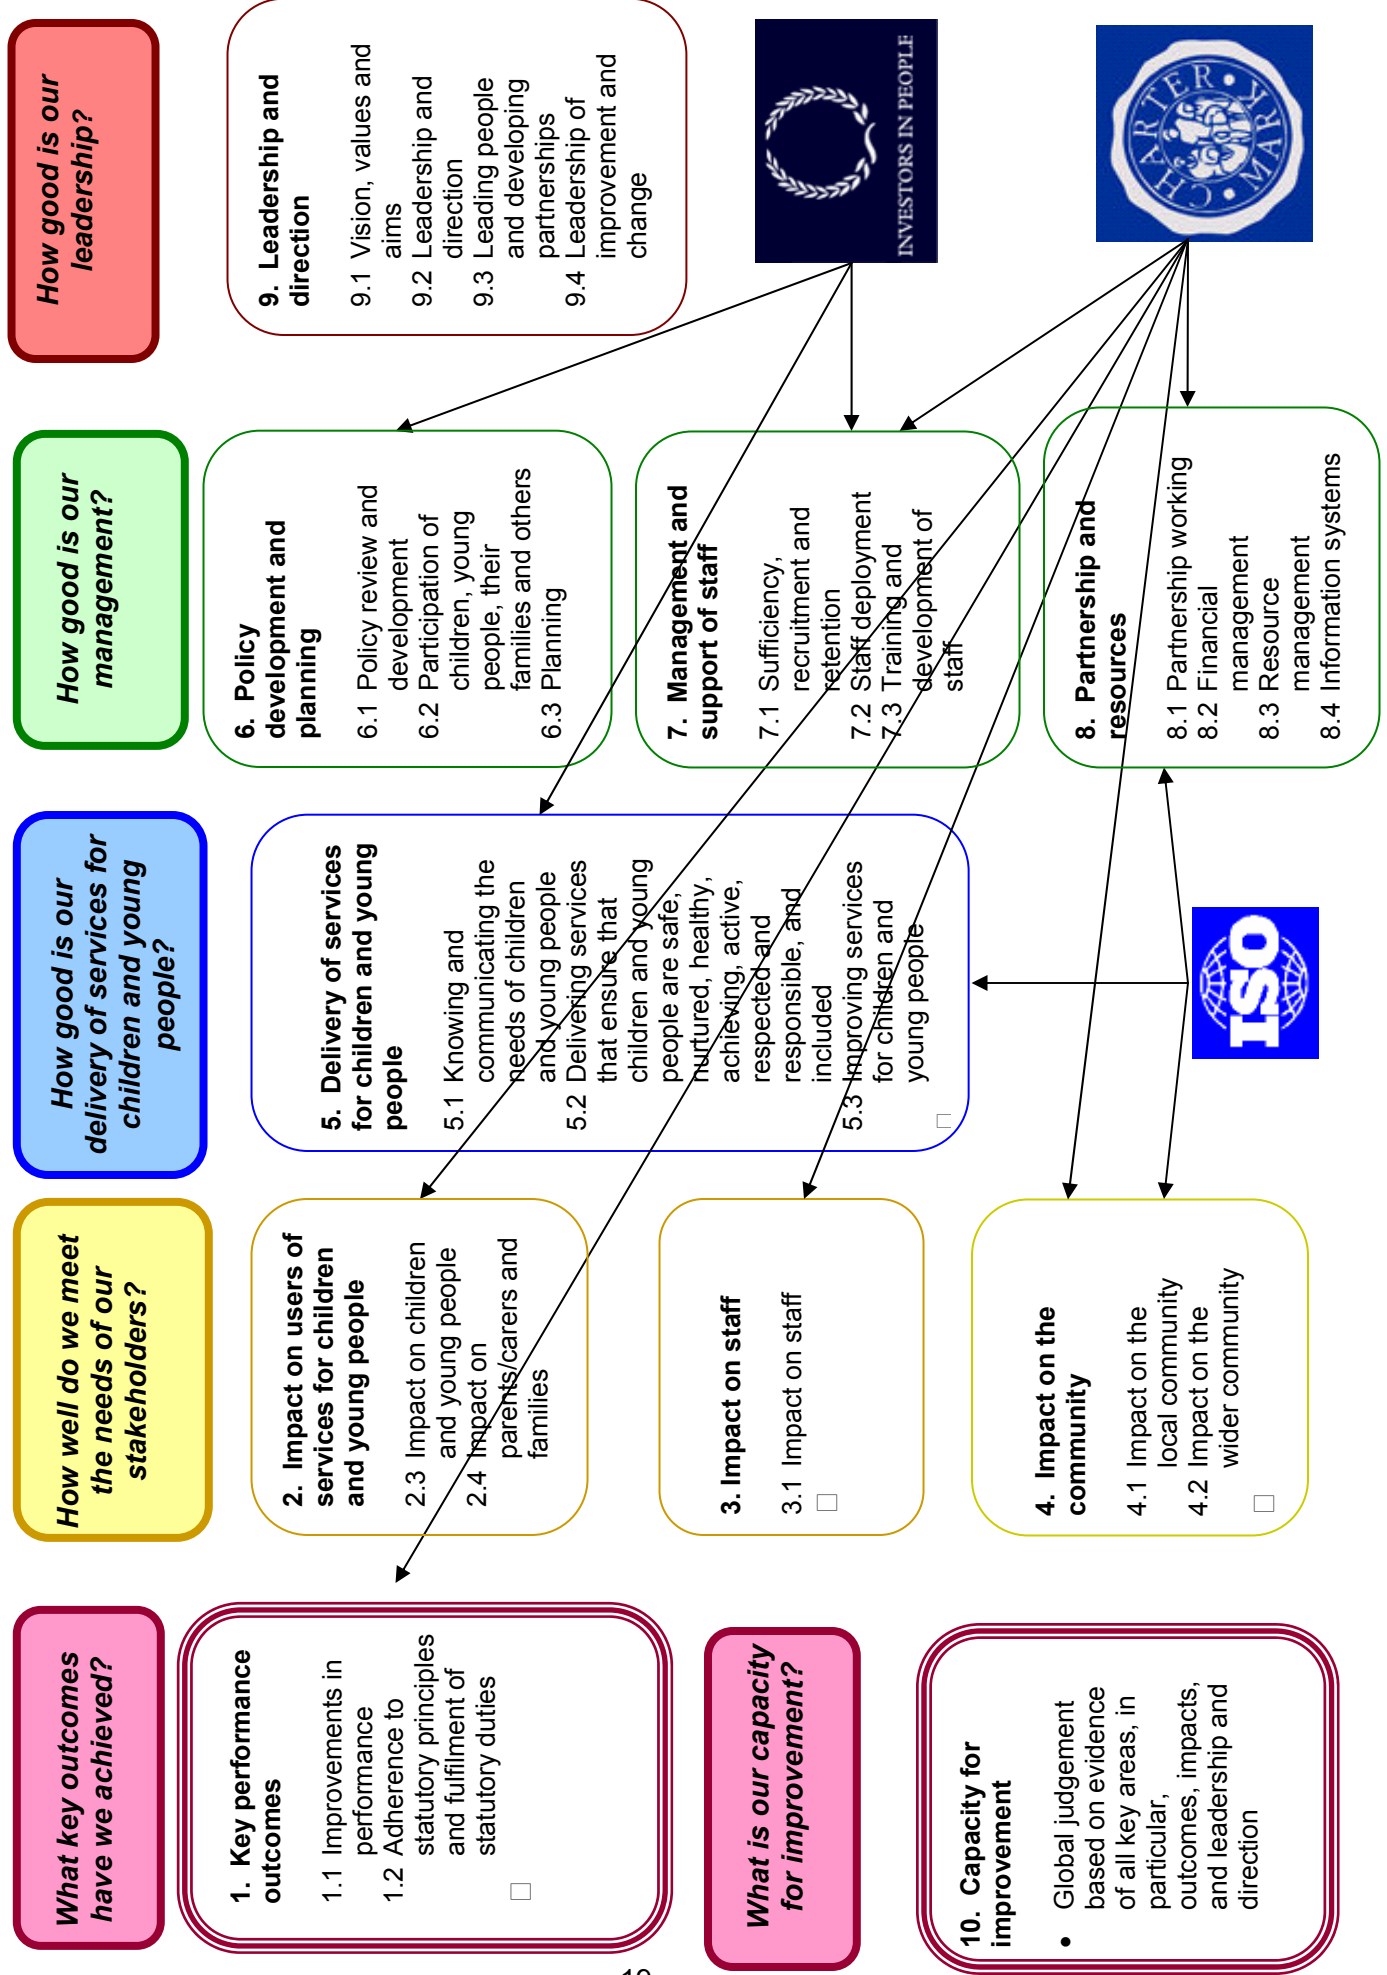 What key outcomes
have we achieved?
1. Key performance
outcomes
1.1 Improvements in
performance
1.2 Adherence to
statutory principles
and fulfilment of
statutory duties
What is our capacity
for improvement?
10. Capacity for
improvement
• Global judgement
based on evidence
of all key areas, in
particular,
outcomes, impacts,
and leadership and
direction
How well do we meet
the needs of our
stakeholders?
2. Impact on users of
services for children
and young people
2.3 Impact on children
and young people
2.4 Impact on
parents/carers and
families
3. Impact on staff
3.1 Impact on staff
4. Impact on the
community
4.1 Impact on the
local community
4.2 Impact on the
wider community
How good is our
delivery of services for
children and young
people?
5. Delivery of services
for children and young
people
5.1 Knowing and
communicating the
needs of children
and young people
5.2 Delivering services
that ensure that
children and young
people are safe,
nurtured, healthy,
achieving, active,
respected and
responsible, and
included
5.3 Improving services
for children and
young people
ISO
How good is our
management?
6. Policy
development and
planning
6.1 Policy review and
development
6.2 Participation of
children, young
people, their
families and others
6.3 Planning
7. Management and
support of staff
7.1 Sufficiency,
recruitment and
retention
7.2 Staff deployment
7.3 Training and
development of
staff
8. Partnership and
resources
8.1 Partnership working
8.2 Financial
management
8.3 Resource
management
8.4 Information systems
How good is our
leadership?
9. Leadership and
direction
9.1 Vision, values and
aims
9.2 Leadership and
direction
9.3 Leading people
and developing
partnerships
9.4 Leadership of
improvement and
change
INVESTORS IN PEOPLE
CHARTER • MARK •